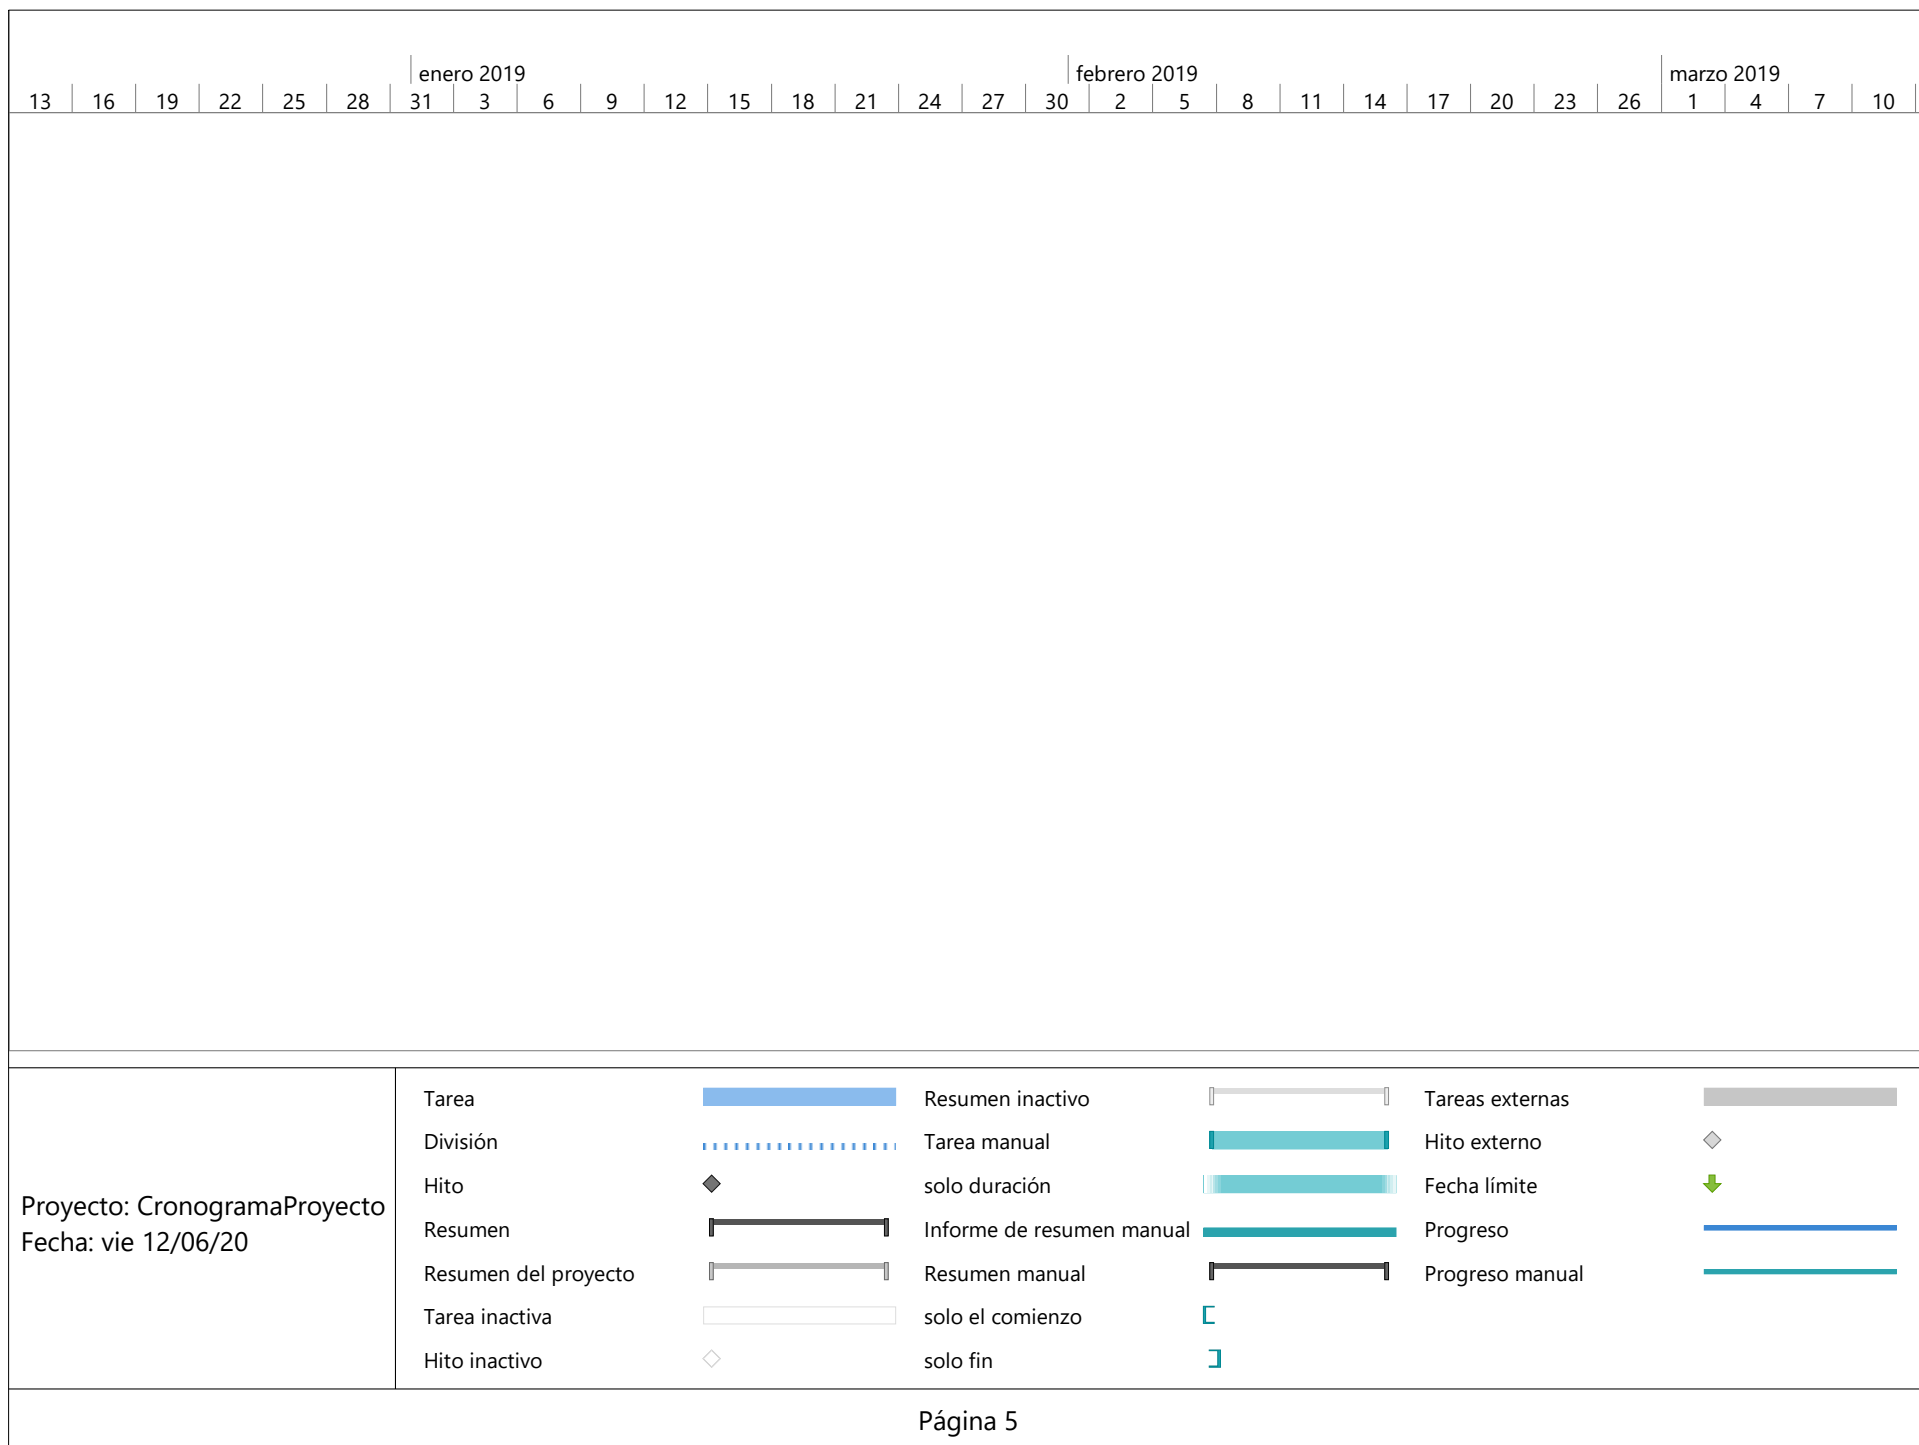 enero 2019 febrero 2019 marzo 2019
13 16 19 22 25 28 31 3 6 9 12 15 18 21 24 27 30 2 5 8 11 14 17 20 23 26 1 4 7 10
Tarea Resumen inactivo Tareas externas
División Tarea manual Hito externo
Hito solo duración Fecha límite
Proyecto: CronogramaProyecto
Fecha: vie 12/06/20
Resumen Informe de resumen manual Progreso
Resumen del proyecto Resumen manual Progreso manual
Tarea inactiva solo el comienzo
Hito inactivo solo fin
Página 5